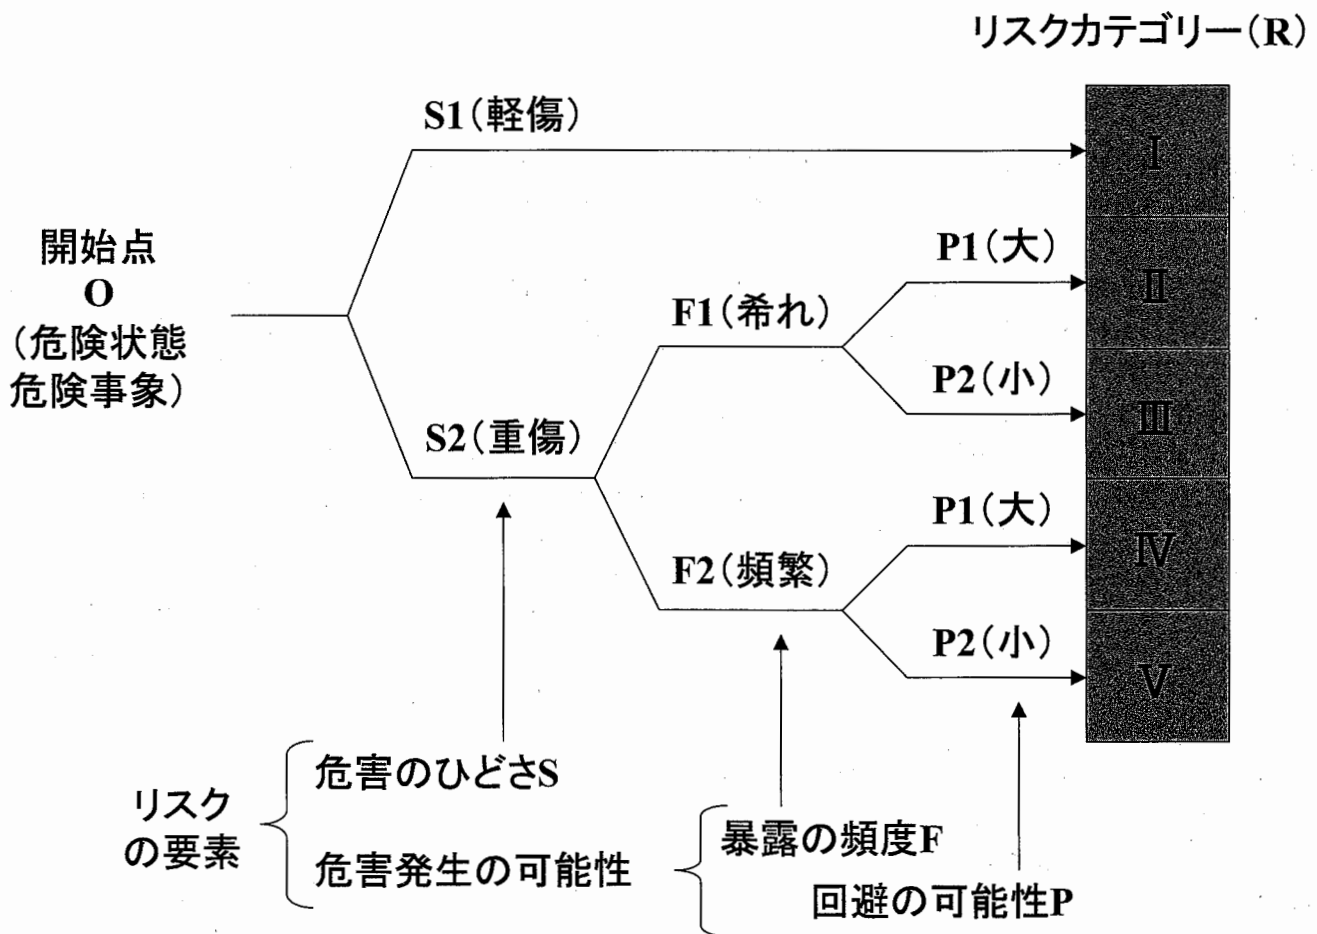 リスクカテゴリー（R）
S1（軽傷）
Ⅰ
開始点
O
（危険状態
危険事象）
P1（大）
Ⅱ
F1（希れ）
P2（小）
Ⅲ
S2（重傷）
P1（大）
Ⅳ
F2（頻繁）
P2（小）
Ⅴ
リスク
の要素
危害のひどさS
危害発生の可能性
暴露の頻度F
回避の可能性P